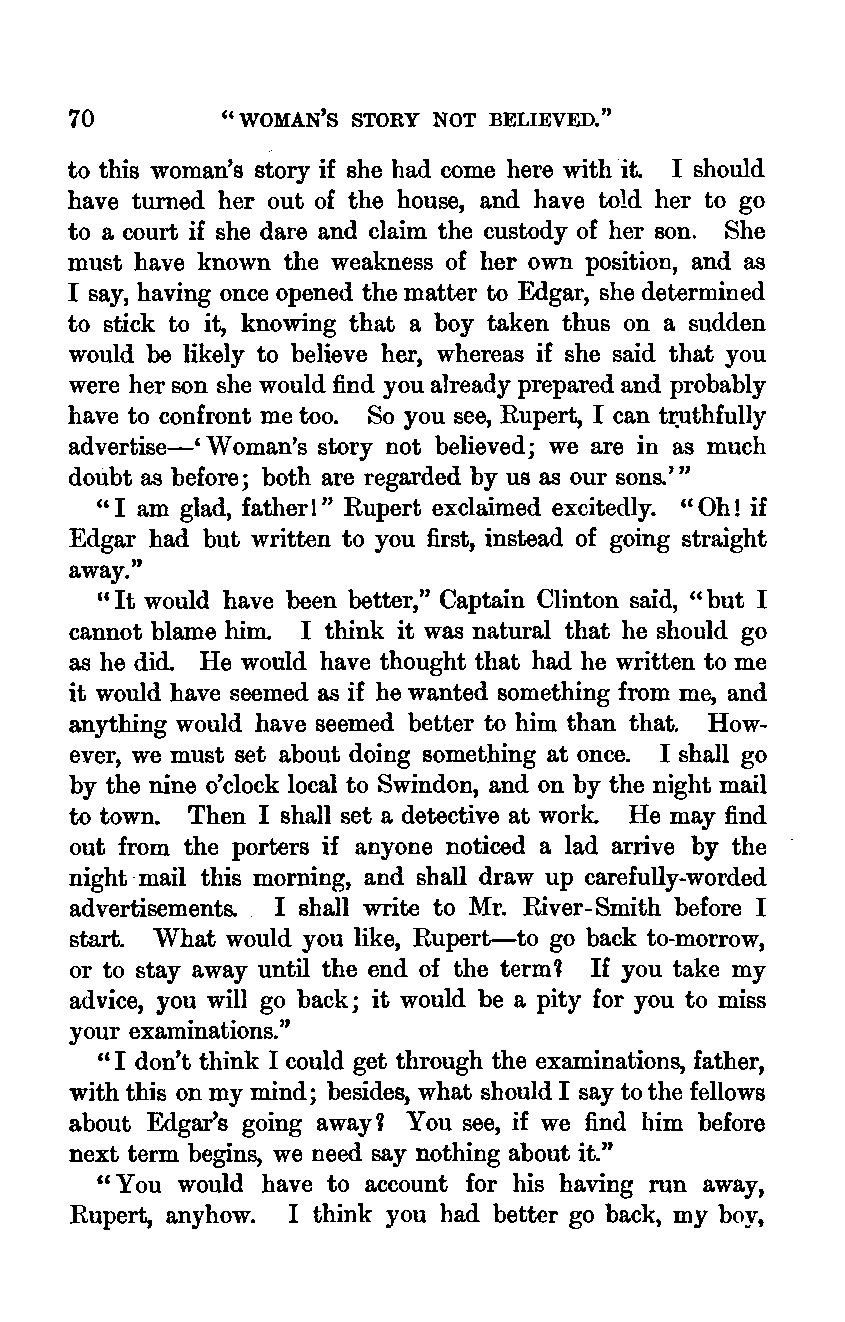 70 “WOMAN’S STORY NOT BELIEVED.”
to this woman’s story if she had come here with it. I should
have turned her out of the house, and have told her to go
to a court if she dare and claim the custody of her son. She
must have known the weakness of her own position, and as
I say, having once opened the matter to Edgar, she determined
to stick to it, knowing that a boy taken thus on a sudden
would be likely to believe her, whereas if she said that you
were her son she would find you already prepared and probably
have to confront me too. So you see, Rupert, I can truthfully
advertise—‘Woman’s story not believed; we are in as much
doubt as before; both are regarded by us as our sons.’”
“I am glad, father!” Rupert exclaimed excitedly. “Oh! if
Edgar had but written to you first, instead of going straight
away.”
“It would have been better,” Captain Clinton said, “but I
cannot blame him. I think it was natural that he should go
as he did. He would have thought that had he written to me
it would have seemed as if he wanted something from me, and
anything would have seemed better to him than that. How-
ever, we must set about doing something at once. I shall go
by the nine o’clock local to Swindon, and on by the night mail
to town. Then I shall set a detective at work. He may find
out from the porters if anyone noticed a lad arrive by the
night mail this morning, and shall draw up carefully-worded
advertisements. I shall write to Mr. River-Smith before I
start. What would you like, Rupert—to go back to-morrow,
or to stay away until the end of the term? If you take my
advice, you will go back; it would be a pity for you to miss
your examinations.”
“I don’t think I could get through the examinations, father,
with this on my mind; besides, what should I say to the fellows
about Edgar’s going away? You see, if we find him before
next term begins, we need say nothing about it.”
“You would have to account for his having run away,
Rupert, anyhow. I think you had better go back, my boy,